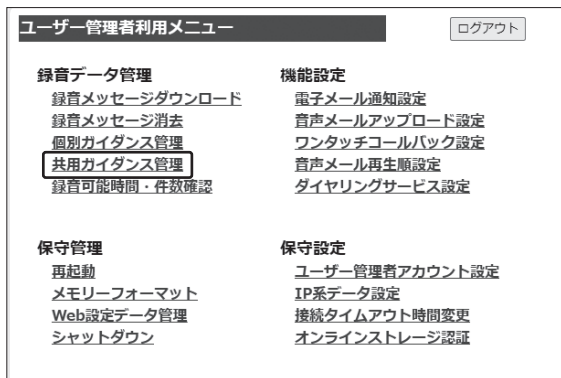 ユーザー管理者利用メニュー
ログアウト
録音データ管理
録音メッセージダウンロード
録音メッセージ消去
個別ガイダンス管理
共用ガイダンス管理
録音可能時間・件数確認
機能設定
電子メール通知設定
音声メールアップロード設定
ワンタッチコールバック設定
音声メール再生順設定
ダイヤリングサービス設定
保守管理
再起動
メモリーフォーマット
Web設定データ管理
シャットダウン
保守設定
ユーザー管理者アカウント設定
IP系データ設定
接続タイムアウト時間変更
オンラインストレージ認証